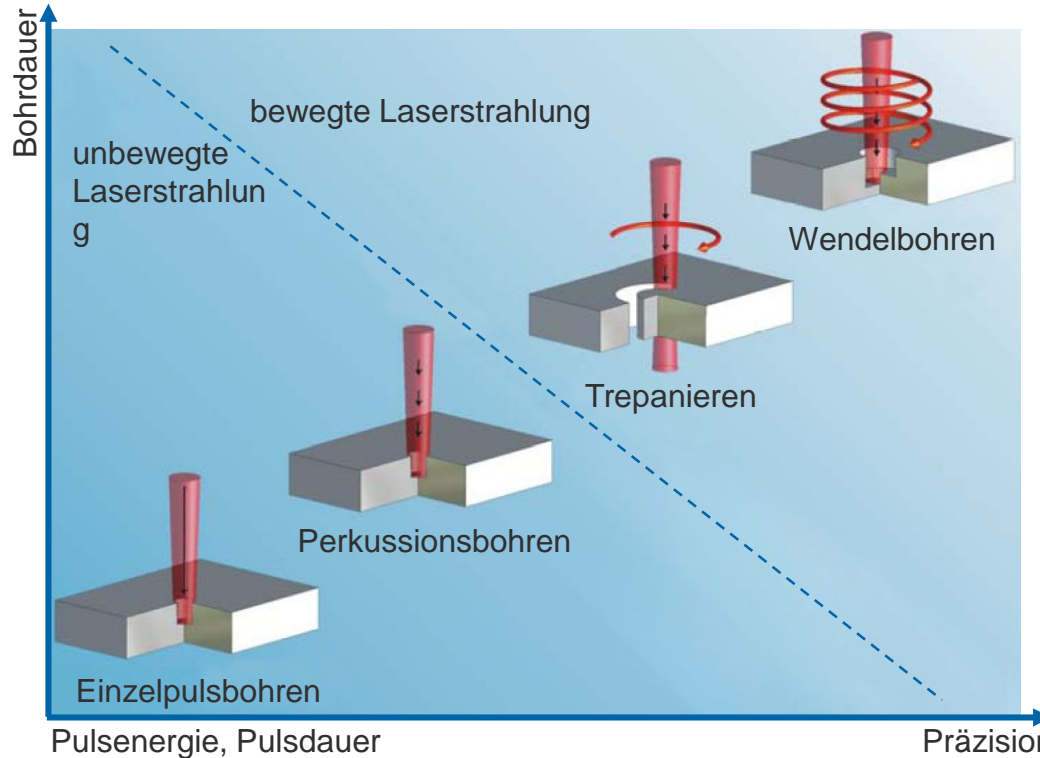 Bohrdauer
bewegte Laserstrahlung
unbewegte
Laserstrahlun
g
Wendelbohren
Trepanieren
Perkussionsbohren
Einzelpulsbohren
Pulsenergie, Pulsdauer
Präzision